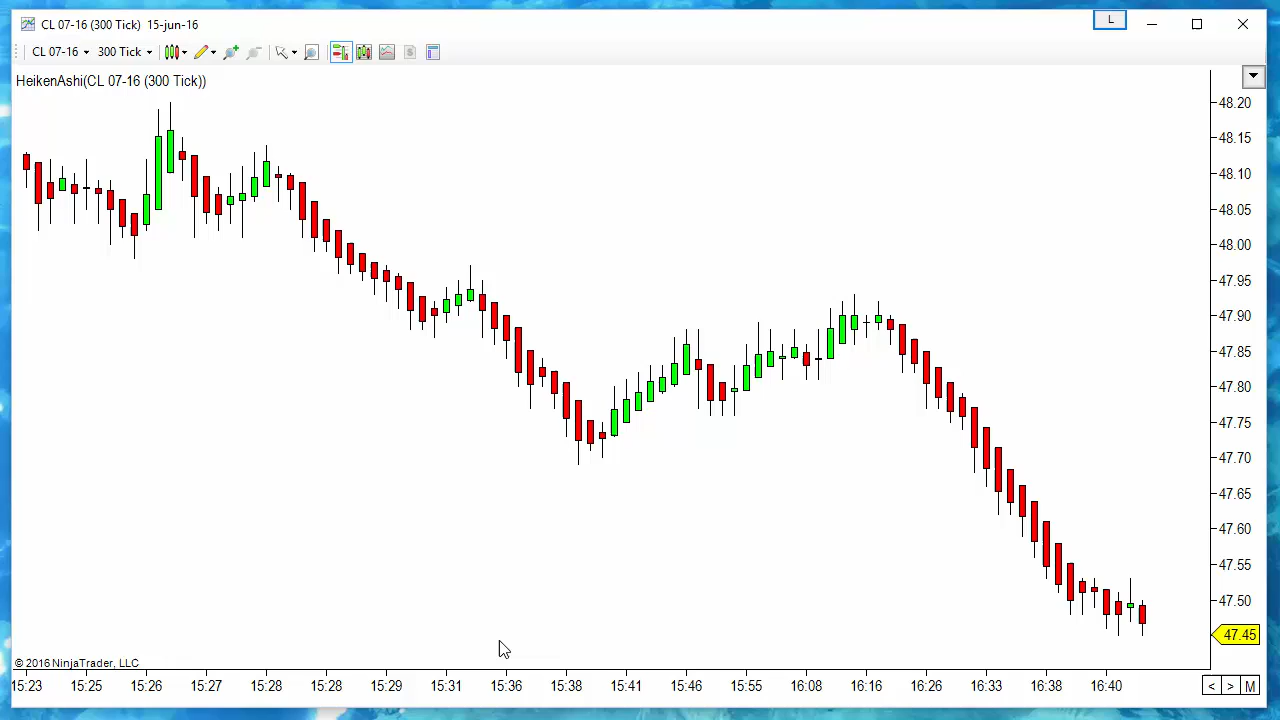 CL 07-16 (300 Tick)  15-jun-16
L
CL 07-16 300 Tick
$
HeikenAshi(CL 07-16 (300 Tick))
48.20
48.15
48.10
48.05
48.00
47.95
47.90
47.85
47.80
47.75
47.70
47.65
47.60
47.55
47.50
47.45
© 2016 NinjaTrader, LLC
15:23 15:25 15:26 15:27 15:28 15:28 15:29 15:31 15:36 15:38 15:41 15:46 15:55 16:08 16:16 16:26 16:33 16:38 16:40 < > M